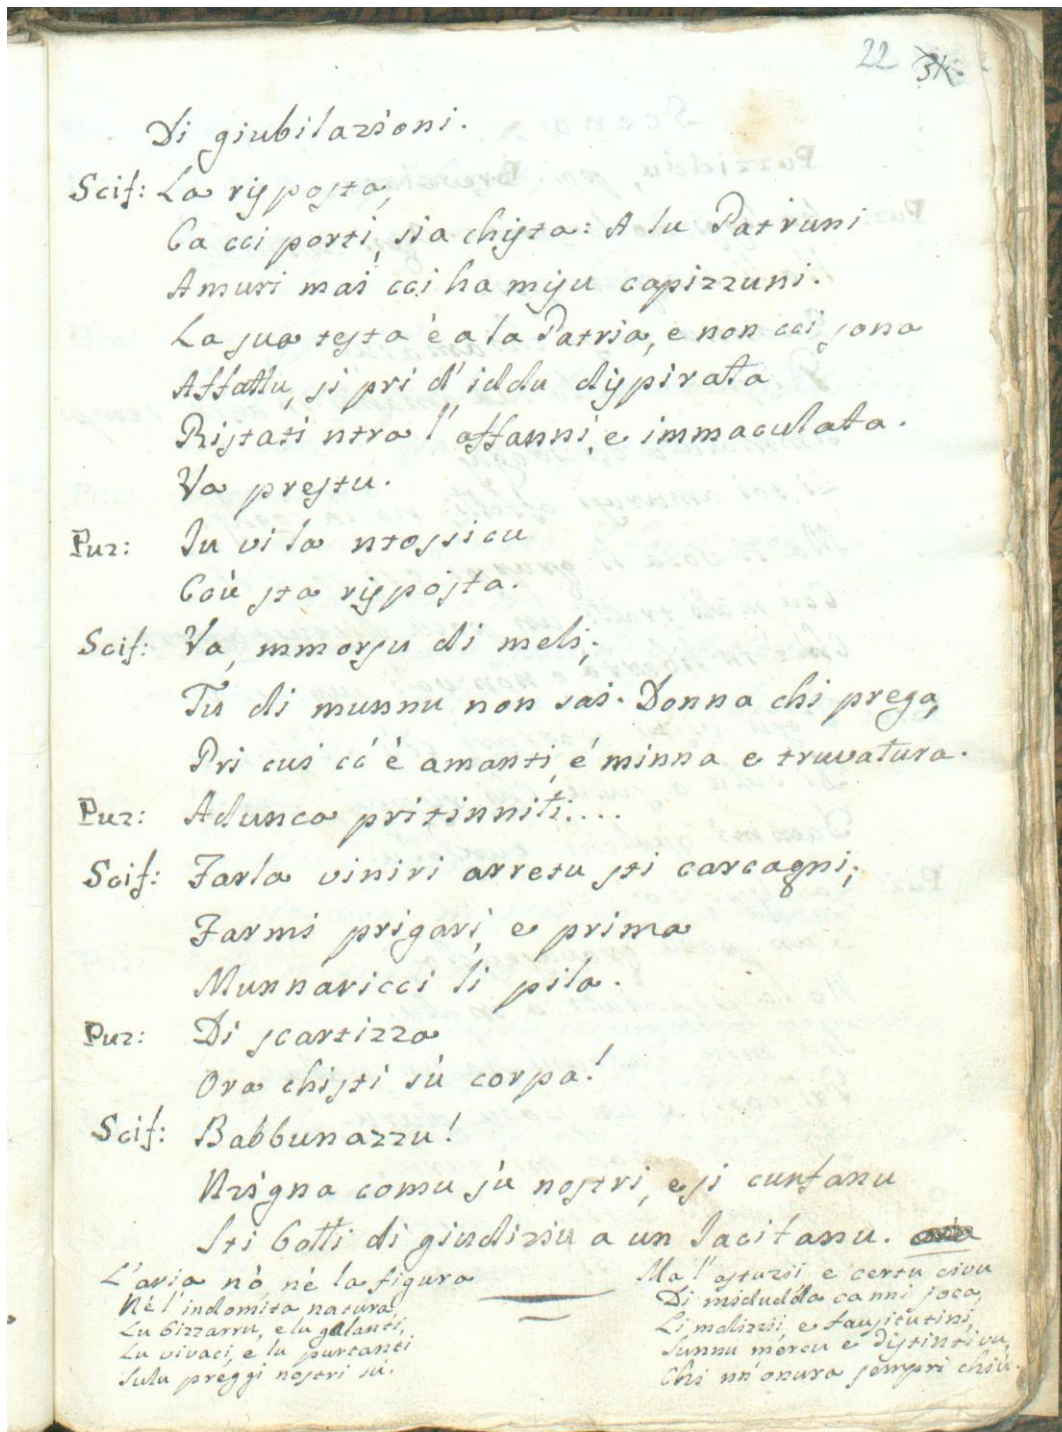 22 34.
Di giubilazioni.
Scif: La risposta,
Ca cci porti, sia chista: A lu Patruni
Amuri mai cci ha misu capizzuni.
La sua testa è a la Patria, e non cci sona
Affattu, si pri d'iddu dispirata
Ristati ntra l'affanni, e immaculata.
Va prestu.
Puz: Iu vi la ntossicu
Ccù sta risposta.
Scif: Va, mmorsu di meli;
Tu di munnu non sai. Donna chi prega,
Pri cui cc'è amanti, è minna e truvatura.
Puz: Adunca pritinniti....
Scif: Farla viniri arretu sti carcagni;
Farmi prigari, e prima
Munnaricci li pila.
Puz: Di scartizza
Ora chisti sù corpa!
Scif: Babbunazzu!
Nzigna comu sù nostri, e si cuntanu
Sti botti di giudiziu a un Iacitanu.
L'aria nò, nè la figura
Nè l'indomita natura,
Lu bizzarru, e lu galanti,
Lu vivaci, e lu purtanti
Sulu preggi nostri sù.
Ma l'astuzii e certu civu
Di midudda ca nni joca,
Li malizzii, e fausitutini,
Sunnu mercu e distintivu,
Chi nn'onura sempri chiù.